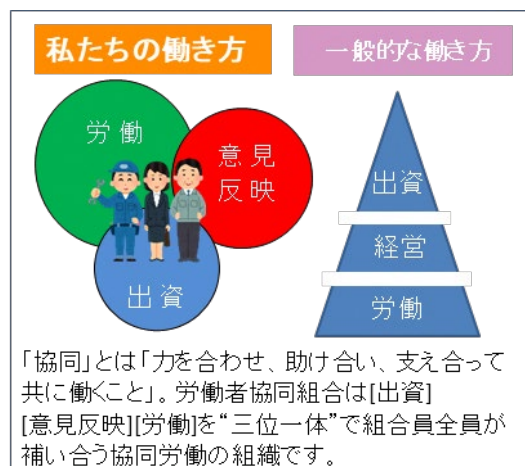 私たちの働き方
一般的な働き方
労働
意見
反映
出資
出資
経営
労働
「協同」とは「力を合わせ、助け合い、支え合って
共に働くこと」。労働者協同組合は[出資]
[意見反映][労働]を“三位一体”で組合員全員が
補い合う協同労働の組織です。